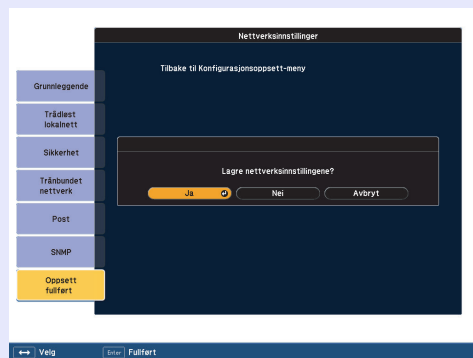 Nettverksinnstillinger
Tilbake til Konfigurasjonsoppsett-meny
Grunnleggende
Trådløst
lokalnett
Sikkerhet
Trånbundet
nettverk
Post
SNMP
Oppsett
fullført
Lagre nettverksinnstillingene?
Ja
Nei
Avbryt
Velg
Enter Fullført